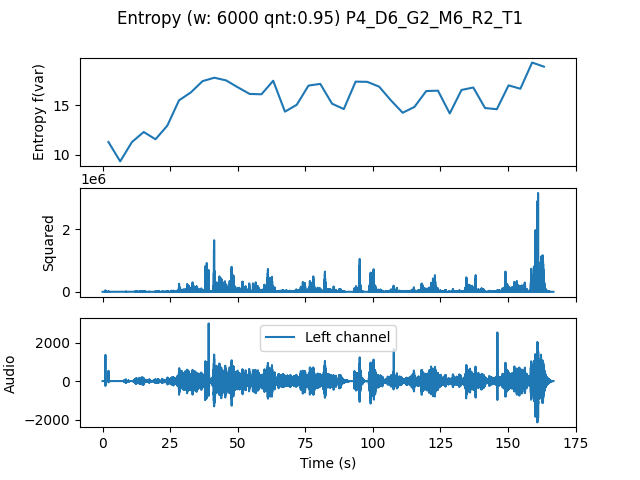 Entropy (w: 6000 qnt:0.95) P4_D6_G2_M6_R2_T1
Entropy f(var)
15
10
1e6
Squared
2
0
Audio
2000
0
−2000
Left channel
0 25 50 75 100 125 150 175
Time (s)